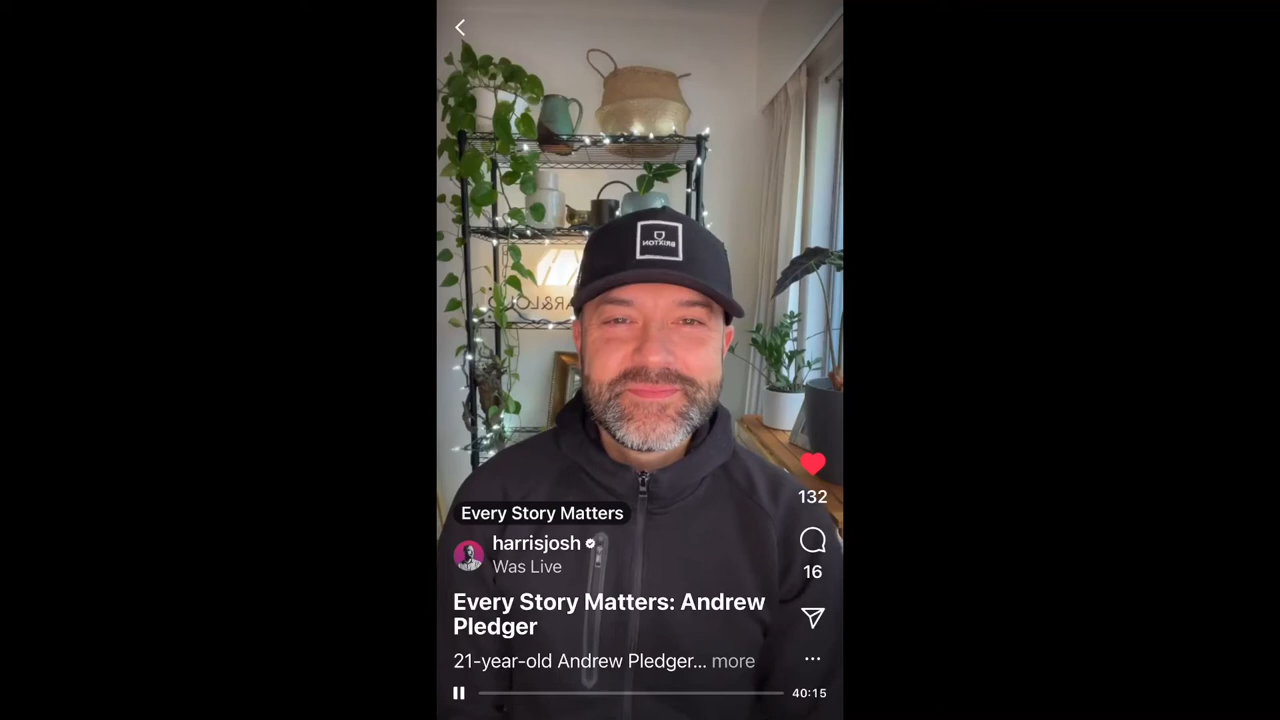 BRIXTON
Every Story Matters
harrisjosh
Was Live
Every Story Matters: Andrew
Pledger
21-year-old Andrew Pledger... more
132
16
40:15